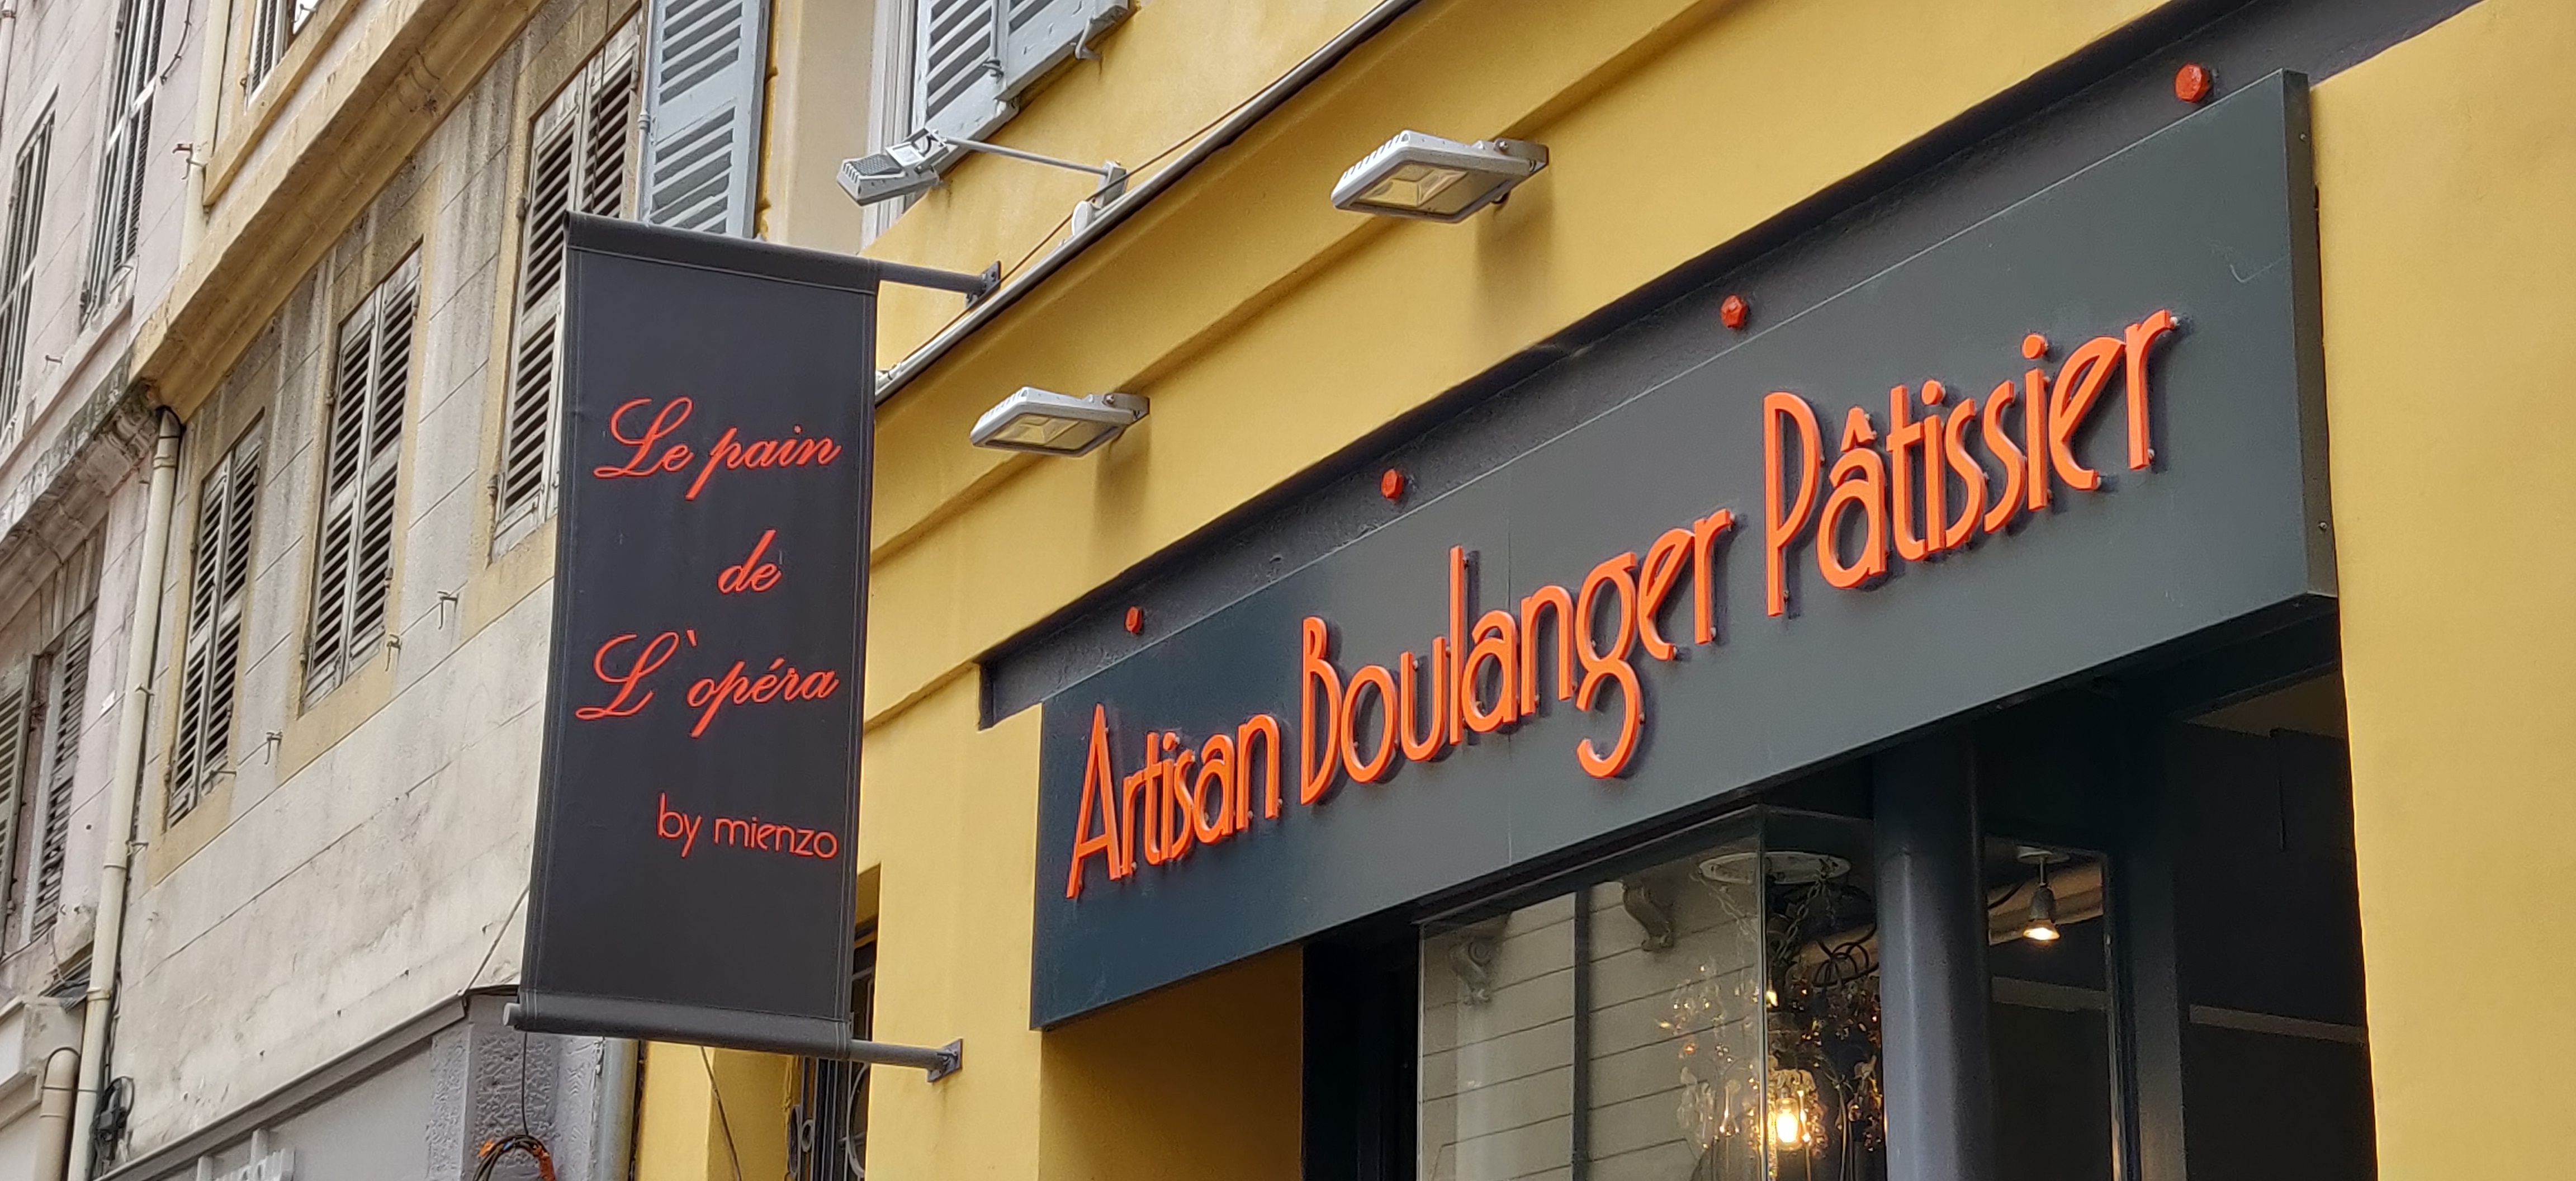 Le pain
de
L`opéra
by mienzo
Artisan Boulanger Pâtissier